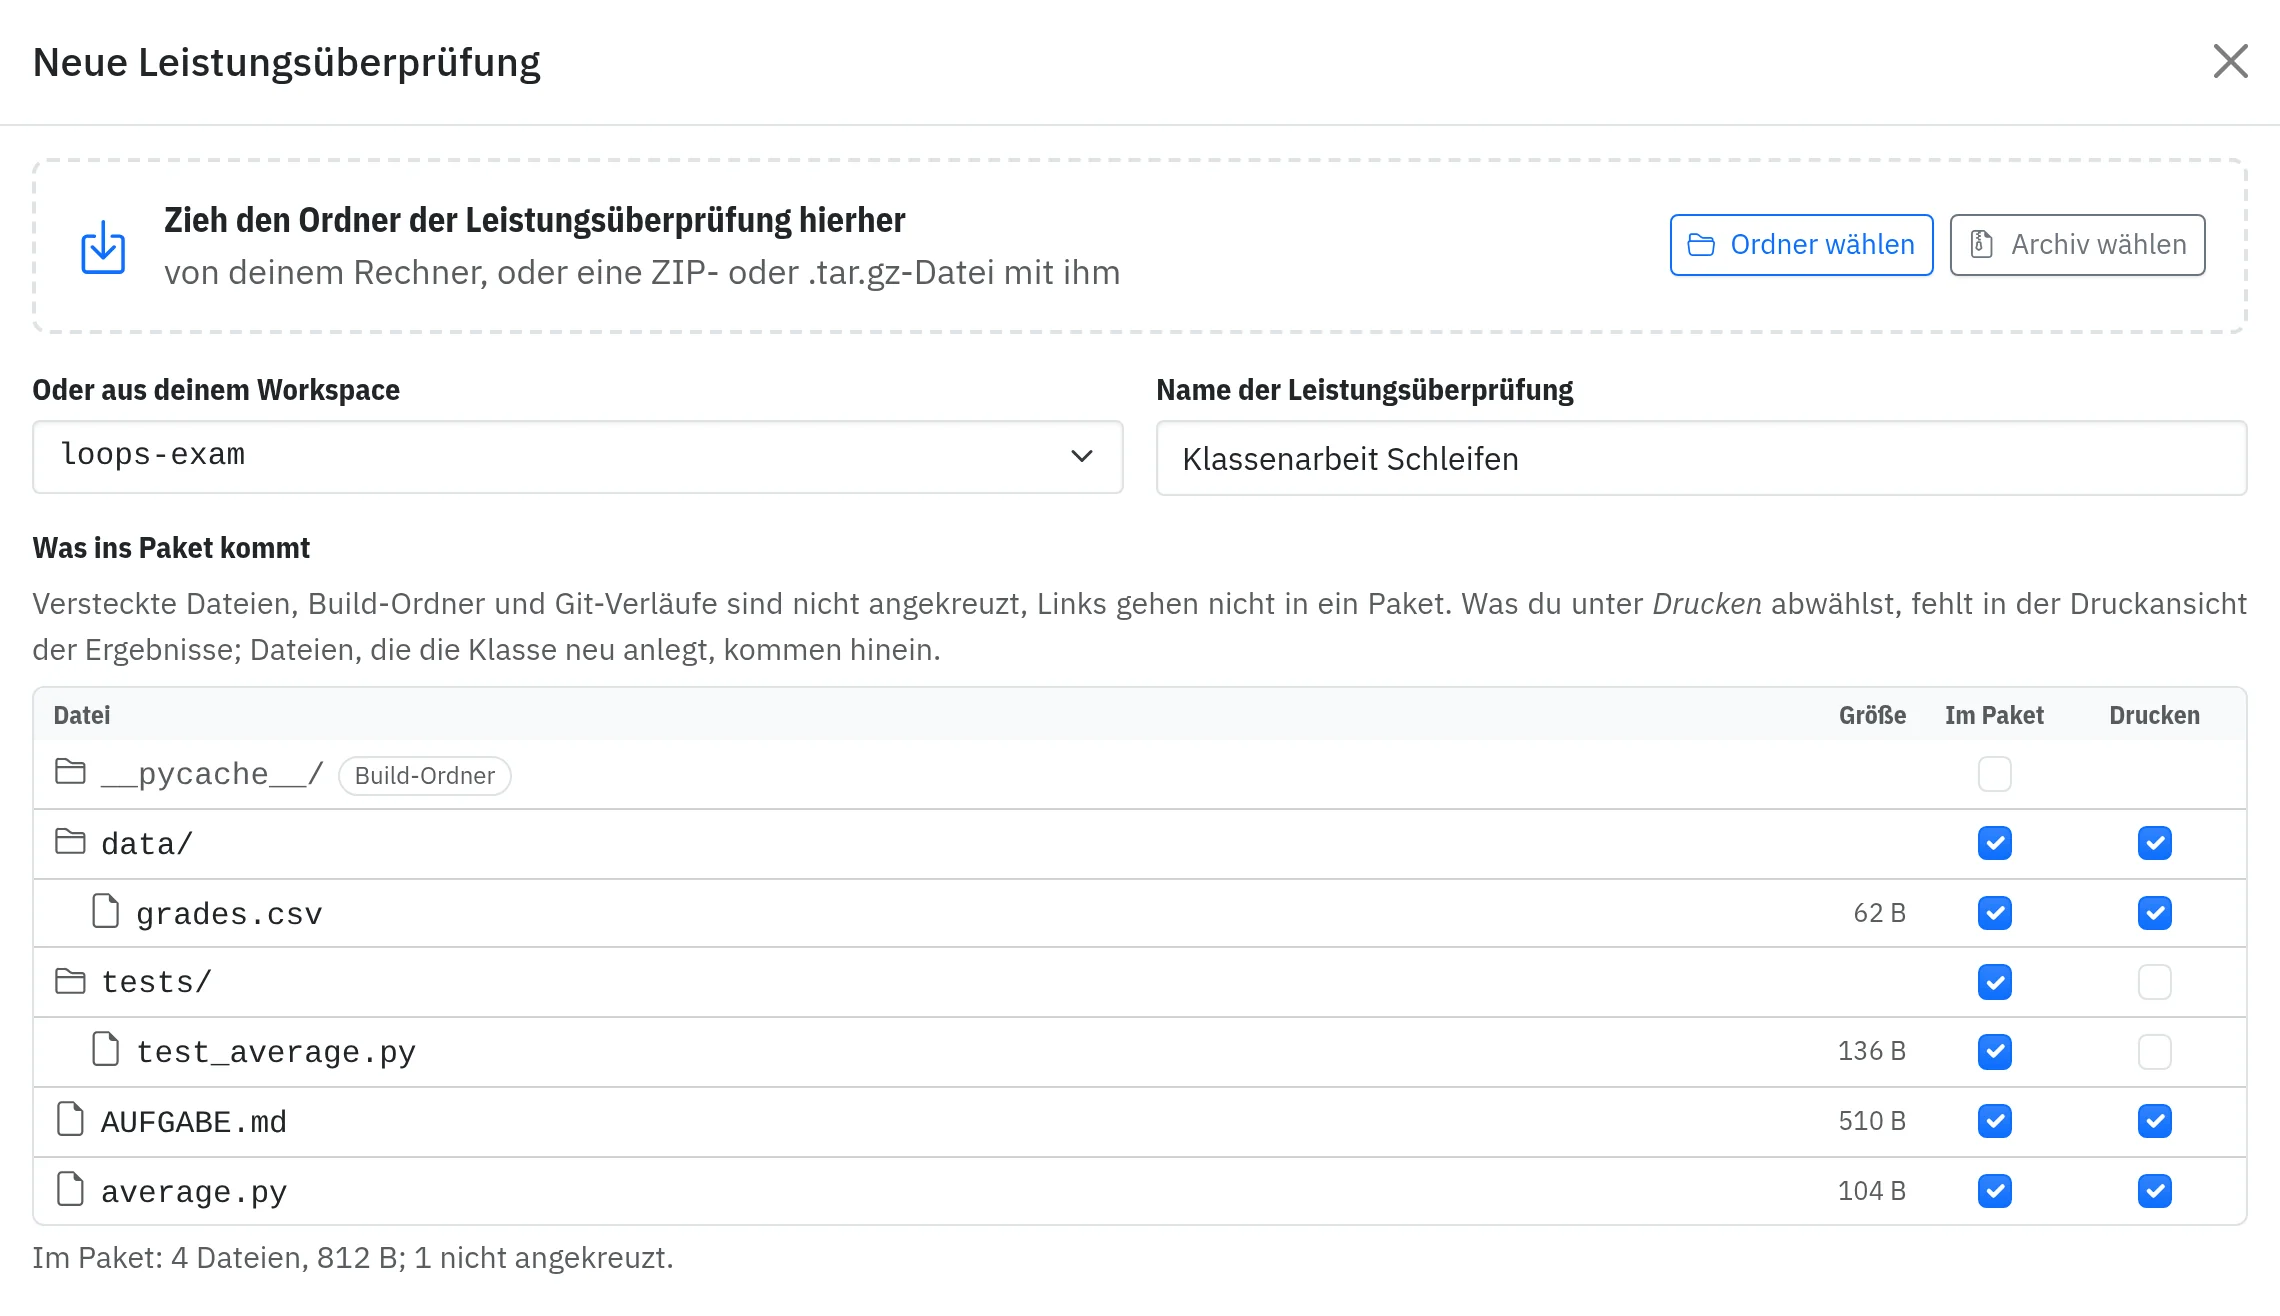 Neue Leistungsüberprüfung
Zieh den Ordner der Leistungsüberprüfung hierher
von deinem Rechner, oder eine ZIP- oder .tar.gz-Datei mit ihm
Ordner wählen
Archiv wählen
Oder aus deinem Workspace
loops-exam
Name der Leistungsüberprüfung
Klassenarbeit Schleifen
Was ins Paket kommt
Versteckte Dateien, Build-Ordner und Git-Verläufe sind nicht angekreuzt, Links gehen nicht in ein Paket. Was du unter Drucken abwählst, fehlt in der Druckansicht
der Ergebnisse; Dateien, die die Klasse neu anlegt, kommen hinein.
Datei Größe Im Paket Drucken
__pycache__/ Build-Ordner
data/
grades.csv 62 B
tests/
test_average.py 136 B
AUFGABE.md 510 B
average.py 104 B
Im Paket: 4 Dateien, 812 B; 1 nicht angekreuzt.